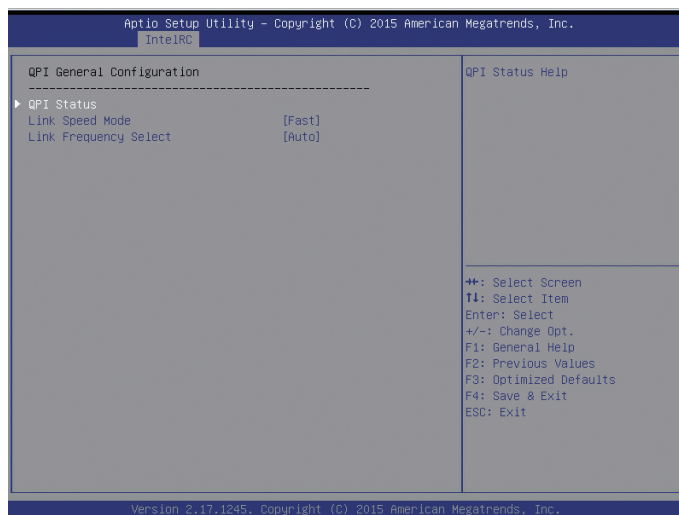 Aptio Setup Utility – Copyright (C) 2015 American Megatrends, Inc.
IntelRC
QPI General Configuration
------------------------------------------------
QPI Status
Link Speed Mode [Fast]
Link Frequency Select [Auto]
QPI Status Help
→←: Select Screen
↑↓: Select Item
Enter: Select
+/-: Change Opt.
F1: General Help
F2: Previous Values
F3: Optimized Defaults
F4: Save & Exit
ESC: Exit
Version 2.17.1245. Copyright (C) 2015 American Megatrends, Inc.